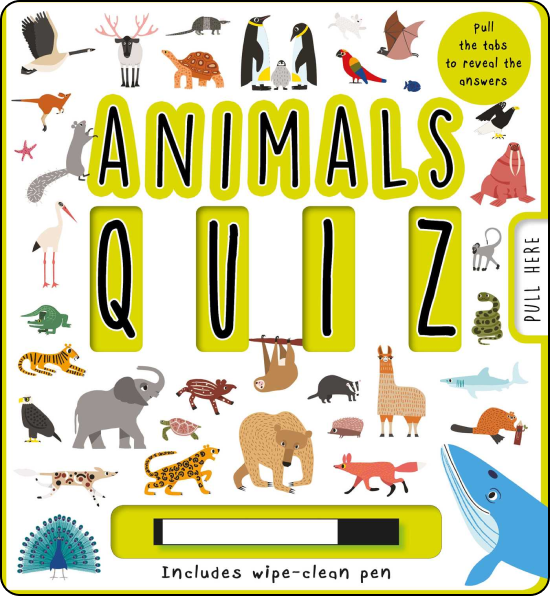 Pull
the tabs
to reveal the
answers
ANIMALS
QUIZ
PULL HERE
Includes wipe-clean pen